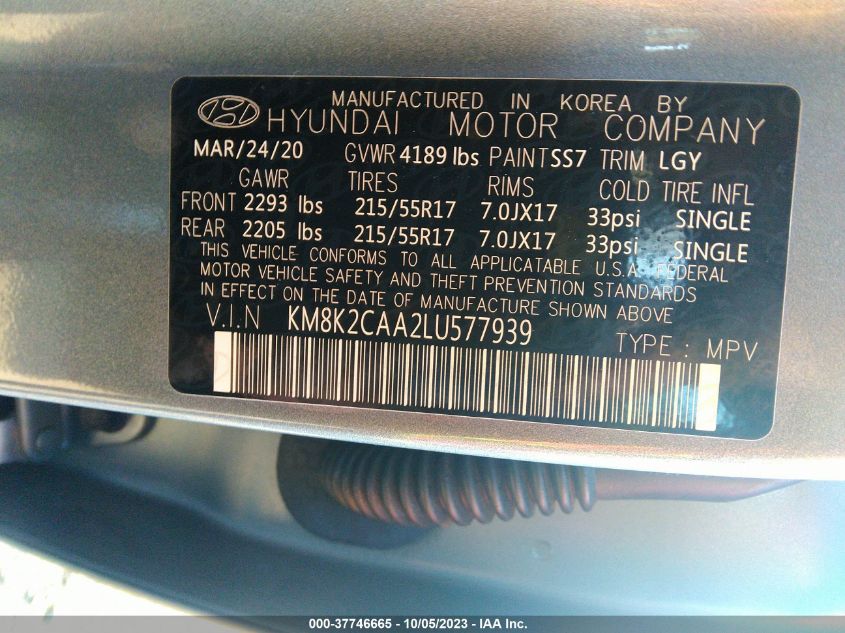 MANUFACTURED IN KOREA BY
HYUNDAI MOTOR COMPANY
MAR/24/20 GVWR 4189 lbs PAINT SS7 TRIM LGY
GAWR TIRES RIMS COLD TIRE INFL
FRONT 2293 lbs 215/55R17 7.0JX17 33psi SINGLE
REAR 2205 lbs 215/55R17 7.0JX17 33psi SINGLE
THIS VEHICLE CONFORMS TO ALL APPLICATABLE U.S.A. FEDERAL
MOTOR VEHICLE SAFETY AND THEFT PREVENTION STANDARDS
IN EFFECT ON THE DATE OF MANUFACTURE SHOWN ABOVE
V.I.N KM8K2CAA2LU577939 TYPE : MPV
000-37746665 - 10/05/2023 - IAA Inc.